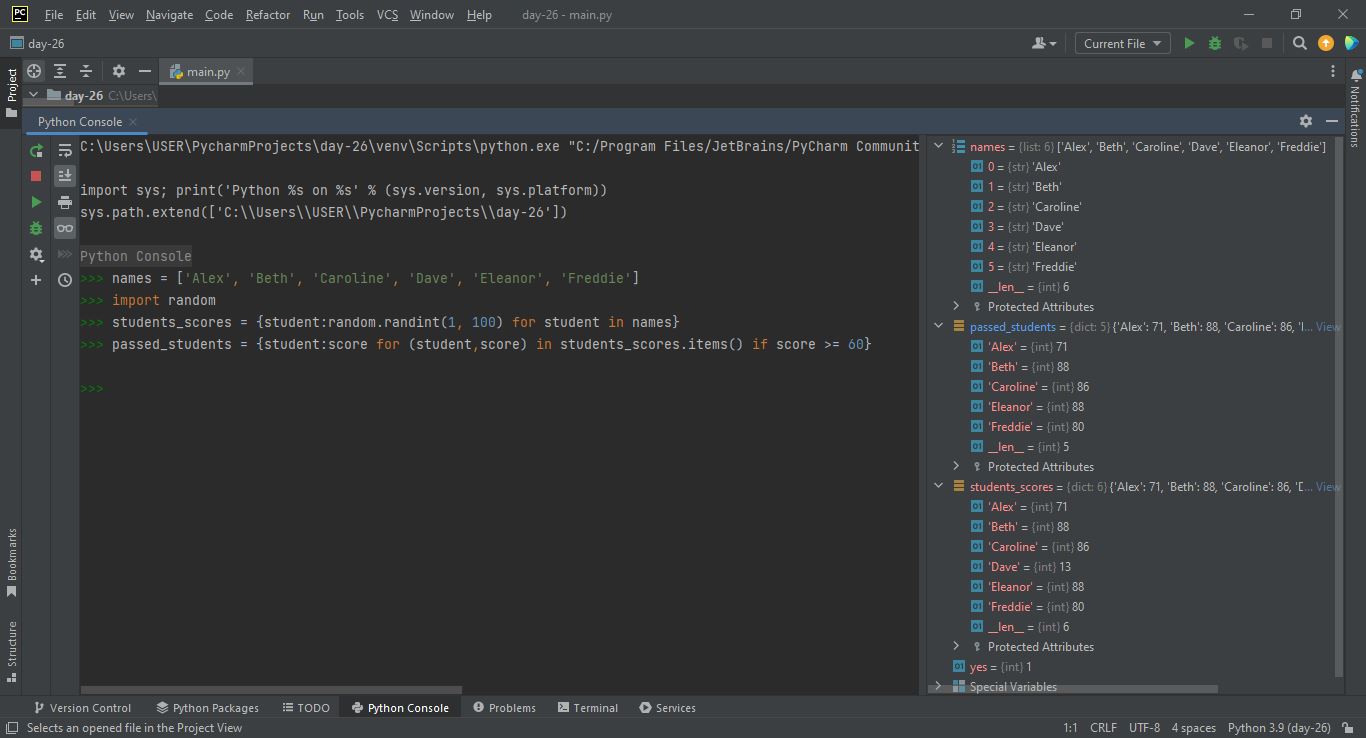 PC File Edit View Navigate Code Refactor Run Tools VCS Window Help day-26 - main.py
day-26 Current File
Project main.py
day-26 C:\Users\
Python Console
C:\Users\USER\PycharmProjects\day-26\venv\Scripts\python.exe "C:/Program Files/JetBrains/PyCharm Communit
import sys; print('Python %s on %s' % (sys.version, sys.platform))
sys.path.extend(['C:\\Users\\USER\\PycharmProjects\\day-26'])
Python Console
>>> names = ['Alex', 'Beth', 'Caroline', 'Dave', 'Eleanor', 'Freddie']
>>> import random
>>> students_scores = {student:random.randint(1, 100) for student in names}
>>> passed_students = {student:score for (student,score) in students_scores.items() if score >= 60}
>>>
names = {list: 6} ['Alex', 'Beth', 'Caroline', 'Dave', 'Eleanor', 'Freddie']
0 = {str} 'Alex'
1 = {str} 'Beth'
2 = {str} 'Caroline'
3 = {str} 'Dave'
4 = {str} 'Eleanor'
5 = {str} 'Freddie'
__len__ = {int} 6
Protected Attributes
passed_students = {dict: 5} {'Alex': 71, 'Beth': 88, 'Caroline': 86, 'I... View
'Alex' = {int} 71
'Beth' = {int} 88
'Caroline' = {int} 86
'Eleanor' = {int} 88
'Freddie' = {int} 80
__len__ = {int} 5
Protected Attributes
students_scores = {dict: 6} {'Alex': 71, 'Beth': 88, 'Caroline': 86, 'D... View
'Alex' = {int} 71
'Beth' = {int} 88
'Caroline' = {int} 86
'Dave' = {int} 13
'Eleanor' = {int} 88
'Freddie' = {int} 80
__len__ = {int} 6
Protected Attributes
yes = {int} 1
Special Variables
Notifications
Bookmarks
Structure
Version Control Python Packages TODO Python Console Problems Terminal Services
Selects an opened file in the Project View 1:1 CRLF UTF-8 4 spaces Python 3.9 (day-26)